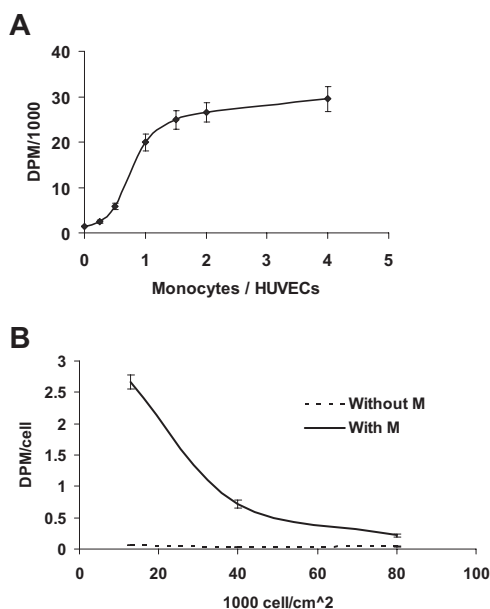 A
DPM/1000
40
30
20
10
0
0 1 2 3 4 5
Monocytes / HUVECs
B
DPM/cell
3
2.5
2
1.5
1
0.5
0
Without M
With M
0 20 40 60 80 100
1000 cell/cm^2